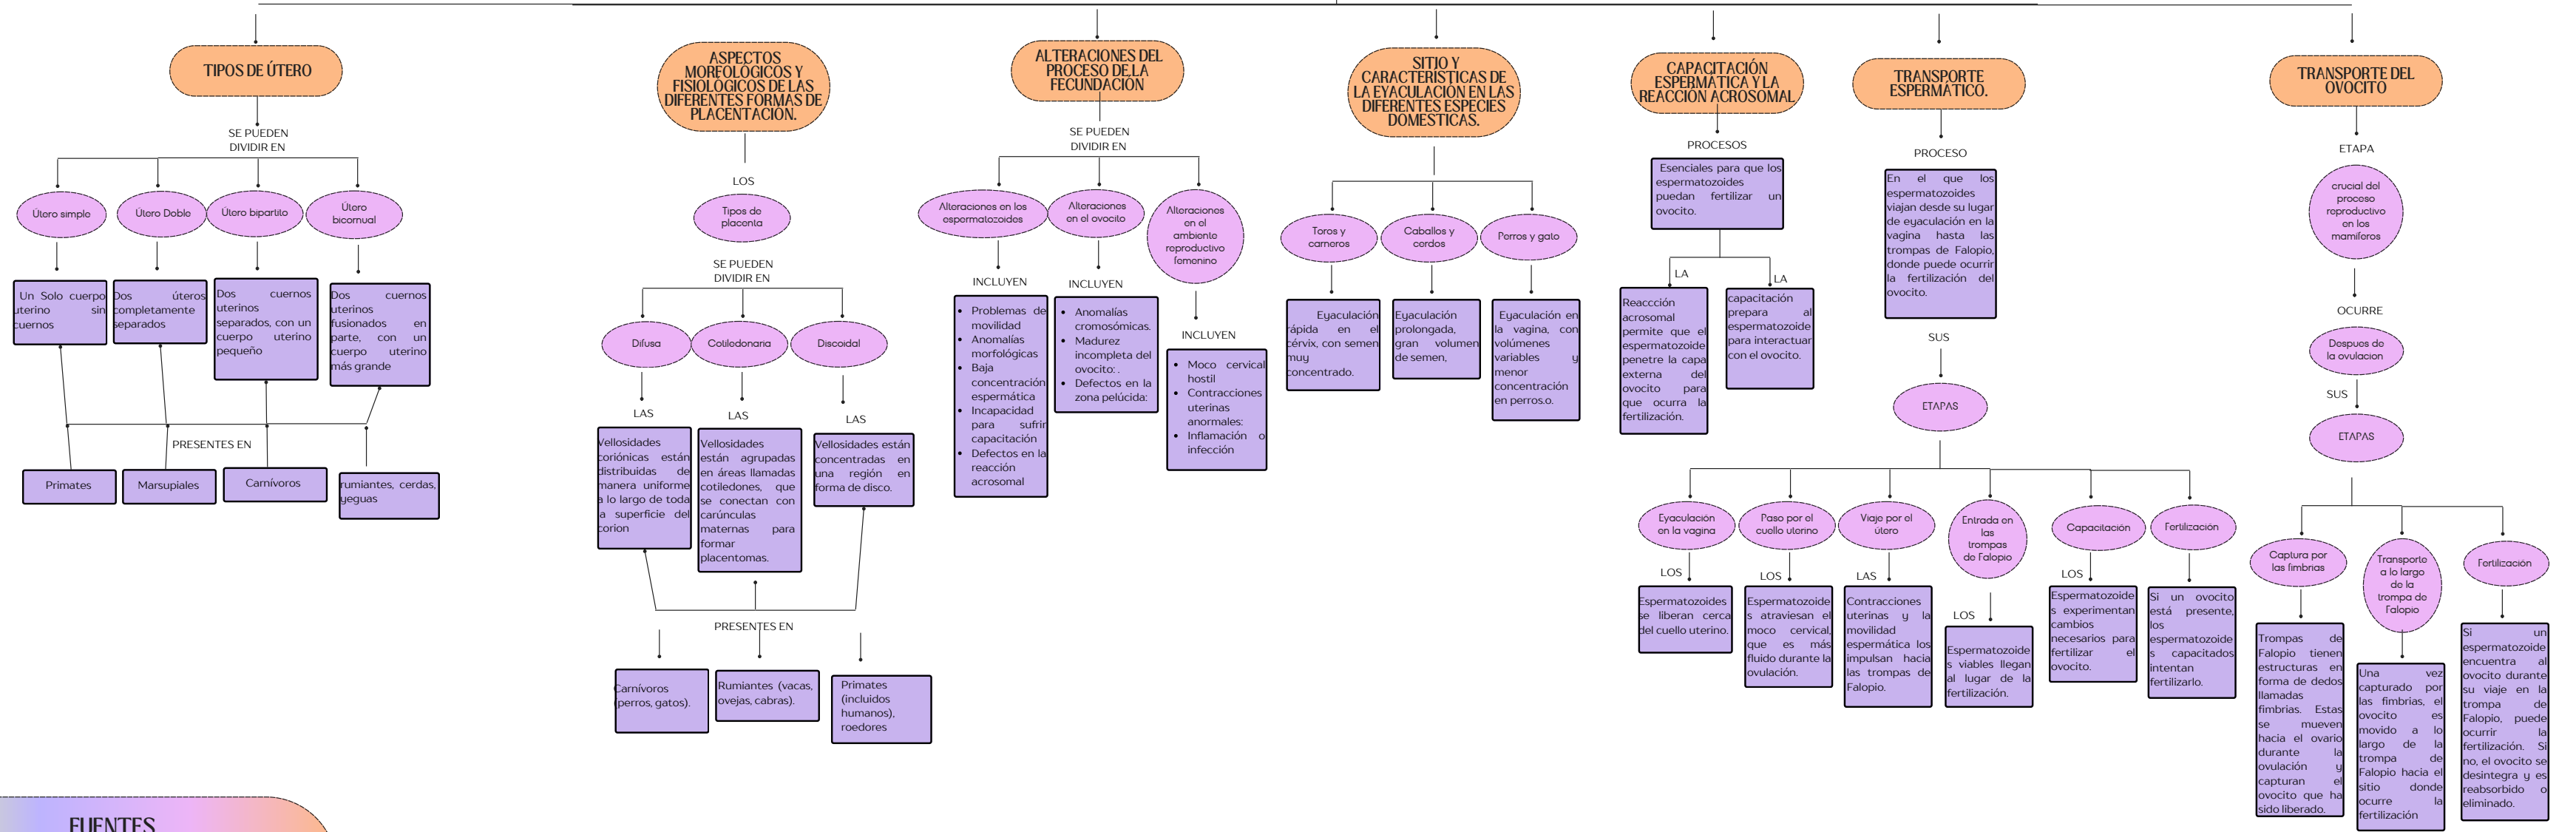 TIPOS DE ÚTERO
SE PUEDEN
DIVIDIR EN
Útero simple
Útero Doble
Útero bipartito
Útero
bicornual
Un Solo cuerpo
uterino sin
cuernos
Dos úteros
completamente
separados
Dos cuernos
uterinos
separados, con un
cuerpo uterino
pequeño
Dos cuernos
uterinos
fusionados en
parte, con un
cuerpo uterino
más grande
PRESENTES EN
Primates
Marsupiales
Carnívoros
rumiantes, cerdas,
yeguas
ASPECTOS
MORFOLÓGICOS Y
FISIOLÓGICOS DE LAS
DIFERENTES FORMAS DE
PLACENTACIÓN.
LOS
Tipos de
placenta
SE PUEDEN
DIVIDIR EN
Difusa
Cotiledonaria
Discoidal
LAS
LAS
LAS
Vellosidades
coriónicas están
distribuidas de
manera uniforme
a lo largo de toda
la superficie del
corion
Vellosidades
están agrupadas
en áreas llamadas
cotiledones, que
se conectan con
carúnculas
maternas para
formar
placentomas.
Vellosidades están
concentradas en
una región en
forma de disco.
PRESENTES EN
Carnívoros
(perros, gatos).
Rumiantes (vacas,
ovejas, cabras).
Primates
(incluidos
humanos),
roedores
ALTERACIONES DEL
PROCESO DE,LA
FECUNDACIÓN
SE PUEDEN
DIVIDIR EN
Alteraciones en los
espermatozoides
Alteraciones
en el ovocito
Alteraciones
en el
ambiente
reproductivo
femenino
INCLUYEN
• Problemas de
movilidad
• Anomalías
morfológicas
• Baja
concentración
espermática
• Incapacidad
para sufrir
capacitación
• Defectos en la
reacción
acrosomal
INCLUYEN
• Anomalías
cromosómicas.
• Madurez
incompleta del
ovocito: .
• Defectos en la
zona pelúcida:
INCLUYEN
• Moco cervical
hostil
• Contracciones
uterinas
anormales:
• Inflamación o
infección
SITIO Y
CARACTERÍSTICAS DE
LA EYACULACIÓN EN LAS
DIFERENTES ESPECIES
DOMÉSTICAS.
Toros y
carneros
Caballos y
cerdos
Perros y gato
Eyaculación
rápida en el
cérvix, con semen
muy
concentrado.
Eyaculación
prolongada,
gran volumen
de semen,
Eyaculación en
la vagina, con
volúmenes
variables y
menor
concentración
en perros.o.
CAPACITACIÓN
ESPERMÁTICA Y LA
REACCIÓN ACROSOMAL
PROCESOS
Esenciales para que los
espermatozoides
puedan fertilizar un
ovocito.
LA
LA
Reaccción
acrosomal
permite que el
espermatozoide
penetre la capa
externa del
ovocito para
que ocurra la
fertilización.
capacitación
prepara al
espermatozoide
para interactuar
con el ovocito.
TRANSPORTE
ESPERMÁTICO.
PROCESO
En el que los
espermatozoides
viajan desde su lugar
de eyaculación en la
vagina hasta las
trompas de Falopio,
donde puede ocurrir
la fertilización del
ovocito.
SUS
ETAPAS
Eyaculación
en la vagina
Paso por el
cuello uterino
Viaje por el
útero
Entrada en
las
trompas
de Falopio
Capacitación
Fertilización
LOS
Espermatozoides
se liberan cerca
del cuello uterino.
LOS
Espermatozoide
s atraviesan el
moco cervical,
que es más
fluido durante la
ovulación.
LAS
Contracciones
uterinas y la
movilidad
espermática los
impulsan hacia
las trompas de
Falopio.
LOS
Espermatozoide
s viables llegan
al lugar de la
fertilización.
LOS
Espermatozoide
s experimentan
cambios
necesarios para
fertilizar el
ovocito.
Si un ovocito
está presente,
los
espermatozoide
s capacitados
intentan
fertilizarlo.
TRANSPORTE DEL
OVOCITO
ETAPA
crucial del
proceso
reproductivo
en los
mamíferos
OCURRE
Despues de
la ovulacion
SUS
ETAPAS
Captura por
las fimbrias
Transporte
a lo largo
de la
trompa de
Falopio
Fertilización
Trompas de
Falopio tienen
estructuras en
forma de dedos
llamadas
fimbrias. Estas
se mueven
hacia el ovario
durante la
ovulación y
capturan el
ovocito que ha
sido liberado.
Una vez
capturado por
las fimbrias, el
ovocito es
movido a lo
largo de la
trompa de
Falopio hacia el
sitio donde
ocurre la
fertilización
Si un
espermatozoide
encuentra al
ovocito durante
su viaje en la
trompa de
Falopio, puede
ocurrir la
fertilización. Si
no, el ovocito se
desintegra y es
reabsorbido o
eliminado.
FUENTES